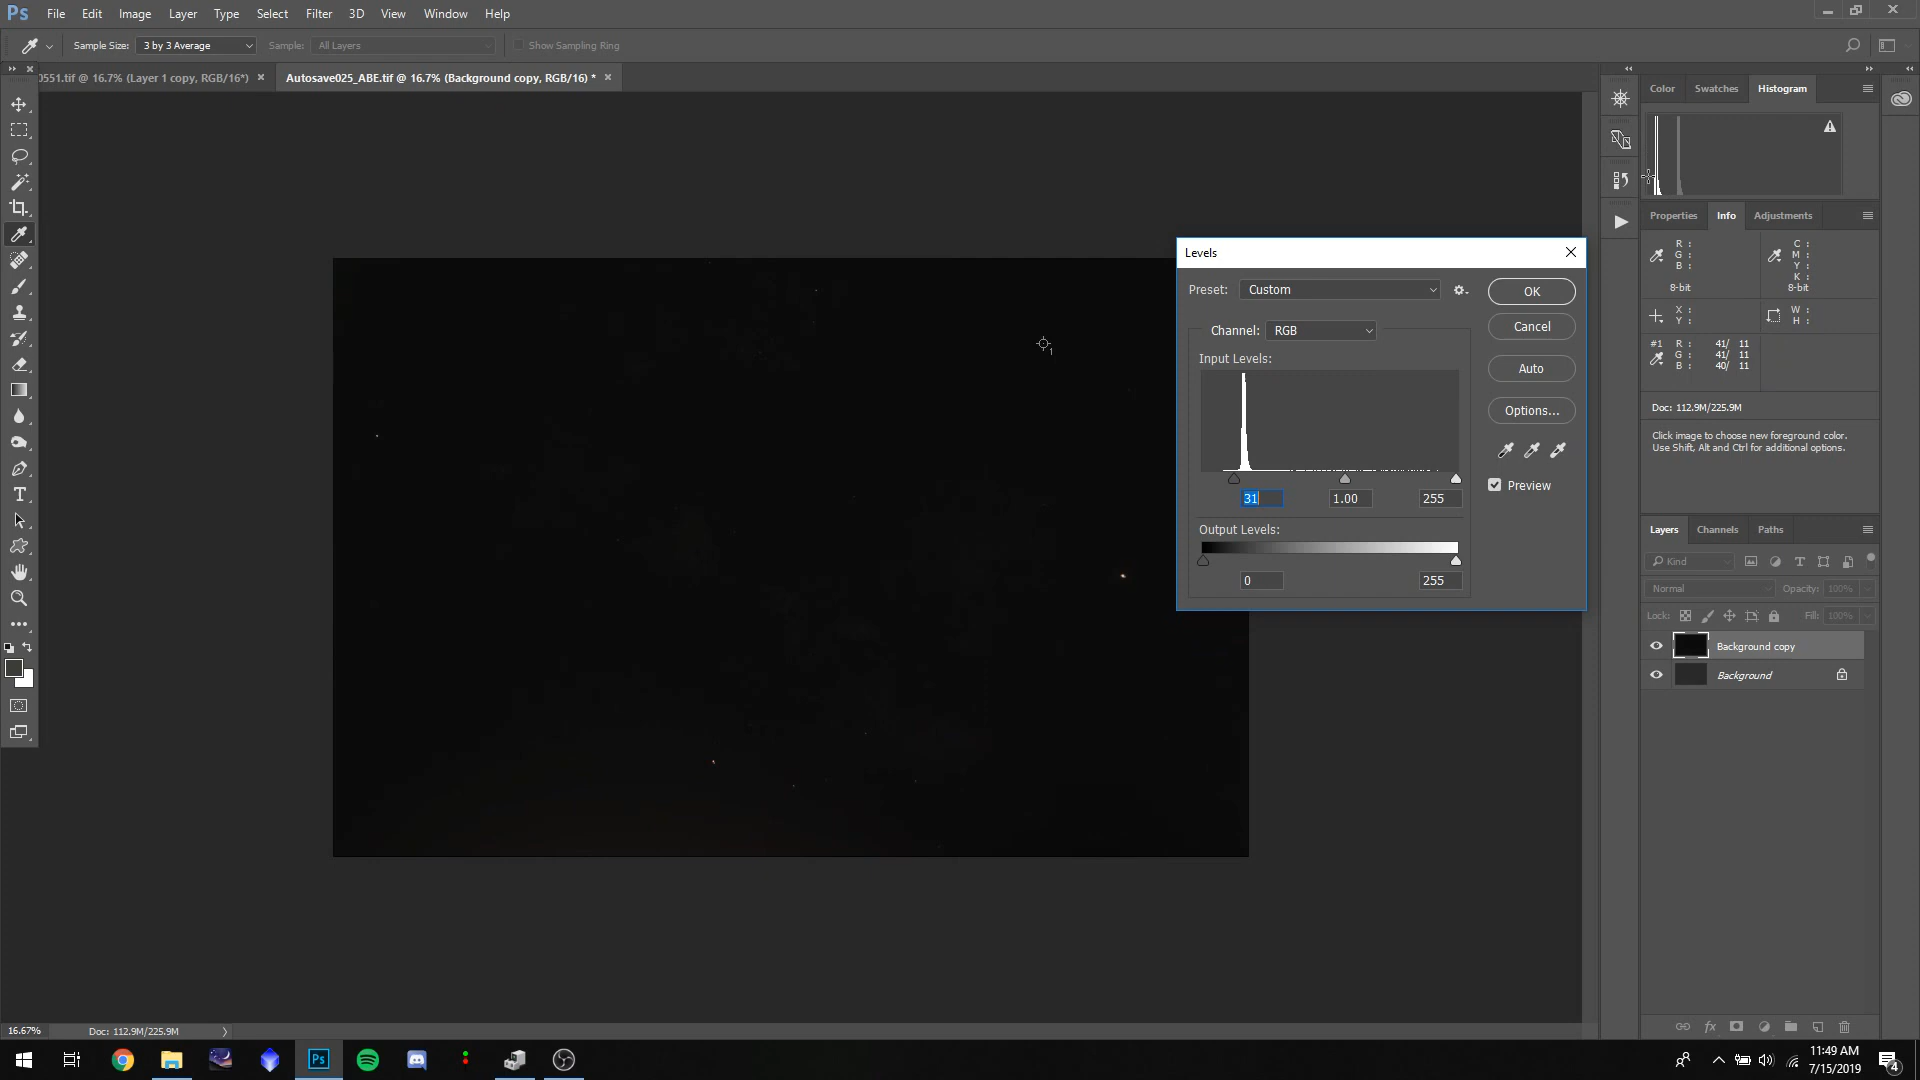 Ps File Edit Image Layer Type Select Filter 3D View Window Help
Sample Size: 3 by 3 Average Sample: All Layers Show Sampling Ring
0551.tif @ 16.7% (Layer 1 copy, RGB/16*) Autosave025_ABE.tif @ 16.7% (Background copy, RGB/16) *
Color Swatches Histogram
Properties Info Adjustments
R : C :
G : M :
B : Y :
K :
8-bit 8-bit
X : W :
Y : H :
#1 R : 41/ 11
G : 41/ 11
B : 40/ 11
Doc: 112.9M/225.9M
Click image to choose new foreground color.
Use Shift, Alt and Ctrl for additional options.
Levels
Preset: Custom OK
Channel: RGB Cancel
Input Levels:
Auto
Options...
Preview
31 1.00 255
Output Levels:
0 255
1
Layers Channels Paths
Kind
Normal Opacity: 100%
Lock: Fill: 100%
Background copy
Background
fx
16.67% Doc: 112.9M/225.9M
Ps
11:49 AM
7/15/2019
4